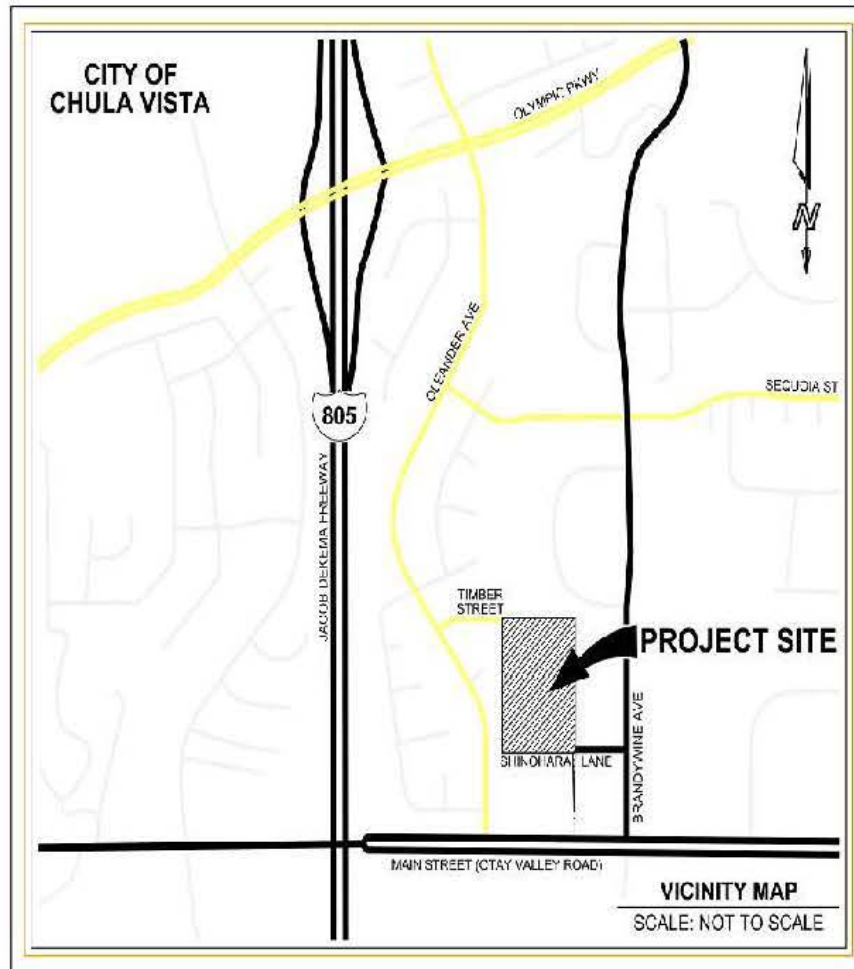 CITY OF
CHULA VISTA
OLYMPIC PKWY
N
OLEANDER AVE
SEQUOIA ST
805
JACOB DEKEMA FREEWAY
TIMBER
STREET
PROJECT SITE
SHINOHARA LANE
BRANDYWINE AVE
MAIN STREET (OTAY VALLEY ROAD)
VICINITY MAP
SCALE: NOT TO SCALE